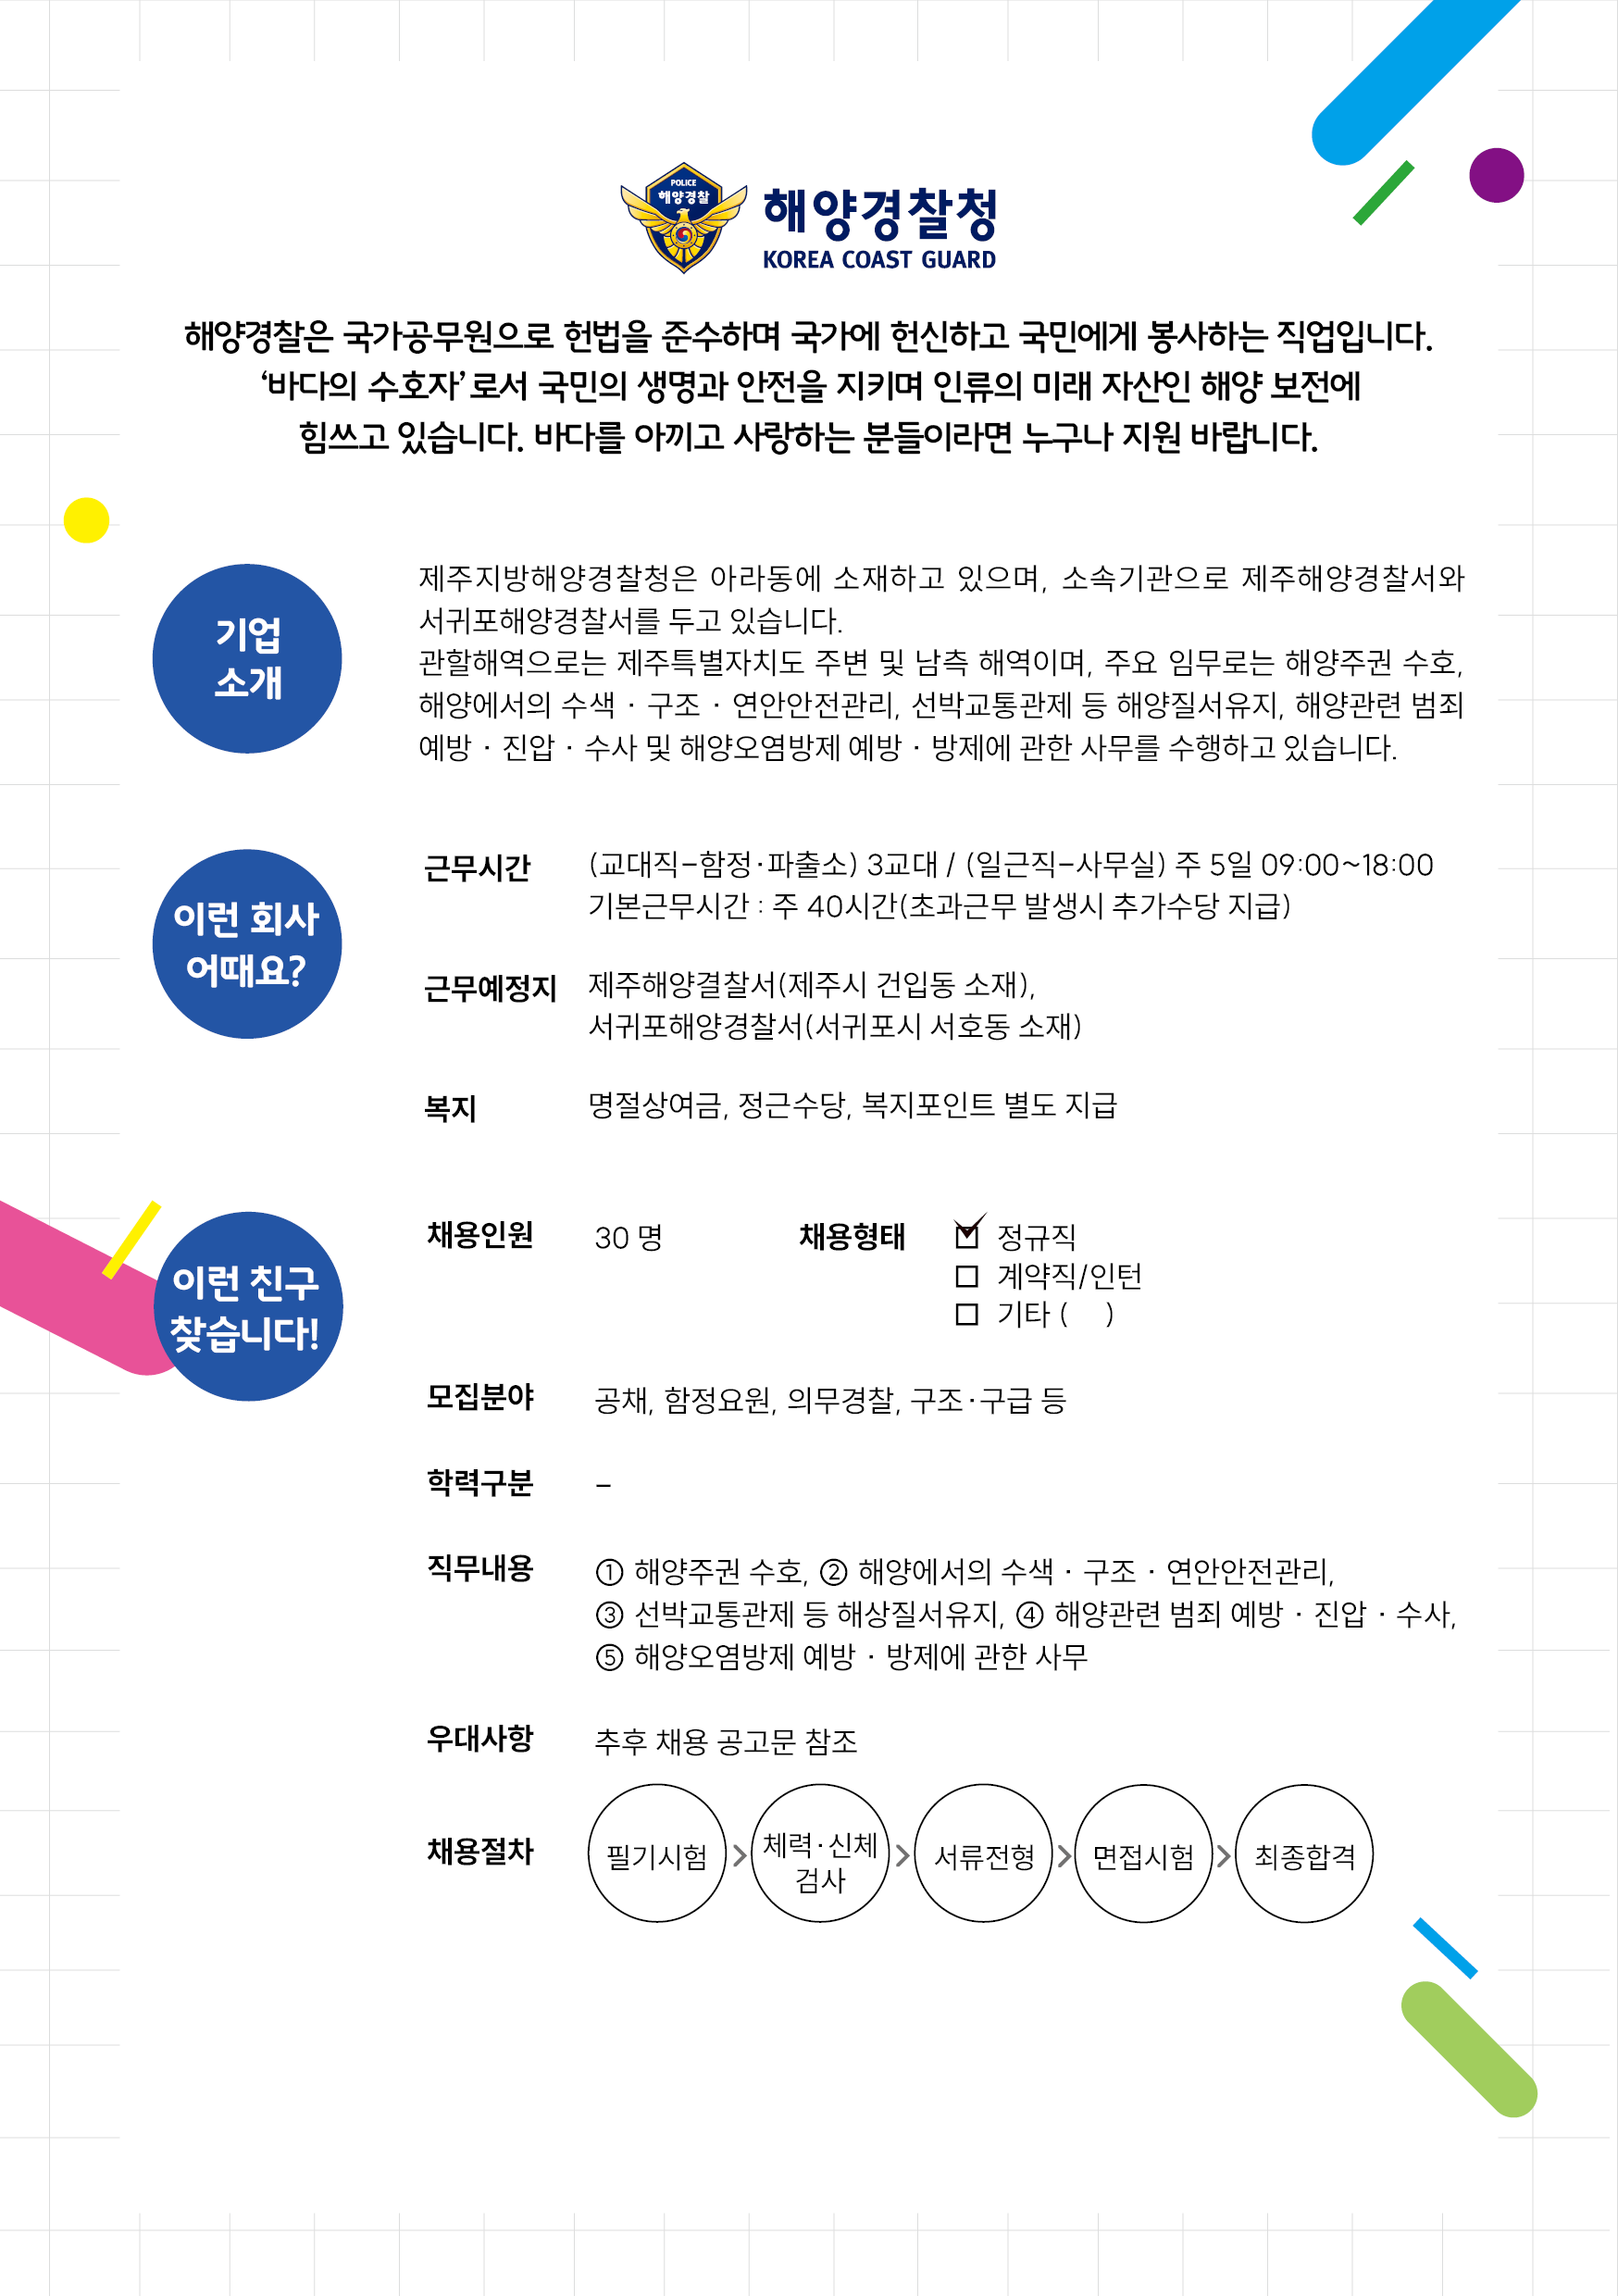 POLICE
해양경찰
해양경찰청
KOREA COAST GUARD
해양경찰은 국가공무원으로 헌법을 준수하며 국가에 헌신하고 국민에게 봉사하는 직업입니다.
‘바다의 수호자’로서 국민의 생명과 안전을 지키며 인류의 미래 자산인 해양 보전에
힘쓰고 있습니다. 바다를 아끼고 사랑하는 분들이라면 누구나 지원 바랍니다.
기업
소개
제주지방해양경찰청은 아라동에 소재하고 있으며, 소속기관으로 제주해양경찰서와
서귀포해양경찰서를 두고 있습니다.
관할해역으로는 제주특별자치도 주변 및 남측 해역이며, 주요 임무로는 해양주권 수호,
해양에서의 수색 · 구조 · 연안안전관리, 선박교통관제 등 해양질서유지, 해양관련 범죄
예방 · 진압 · 수사 및 해양오염방제 예방 · 방제에 관한 사무를 수행하고 있습니다.
이런 회사
어때요?
근무시간 (교대직-함정·파출소) 3교대 / (일근직-사무실) 주 5일 09:00~18:00
기본근무시간 : 주 40시간(초과근무 발생시 추가수당 지급)
근무예정지 제주해양결찰서(제주시 건입동 소재),
서귀포해양경찰서(서귀포시 서호동 소재)
복지 명절상여금, 정근수당, 복지포인트 별도 지급
이런 친구
찾습니다!
채용인원 30 명 채용형태 ☑ 정규직
☐ 계약직/인턴
☐ 기타 ( )
모집분야 공채, 함정요원, 의무경찰, 구조·구급 등
학력구분 -
직무내용 ① 해양주권 수호, ② 해양에서의 수색 · 구조 · 연안안전관리,
③ 선박교통관제 등 해상질서유지, ④ 해양관련 범죄 예방 · 진압 · 수사,
⑤ 해양오염방제 예방 · 방제에 관한 사무
우대사항 추후 채용 공고문 참조
채용절차 필기시험 > 체력·신체 검사 > 서류전형 > 면접시험 > 최종합격